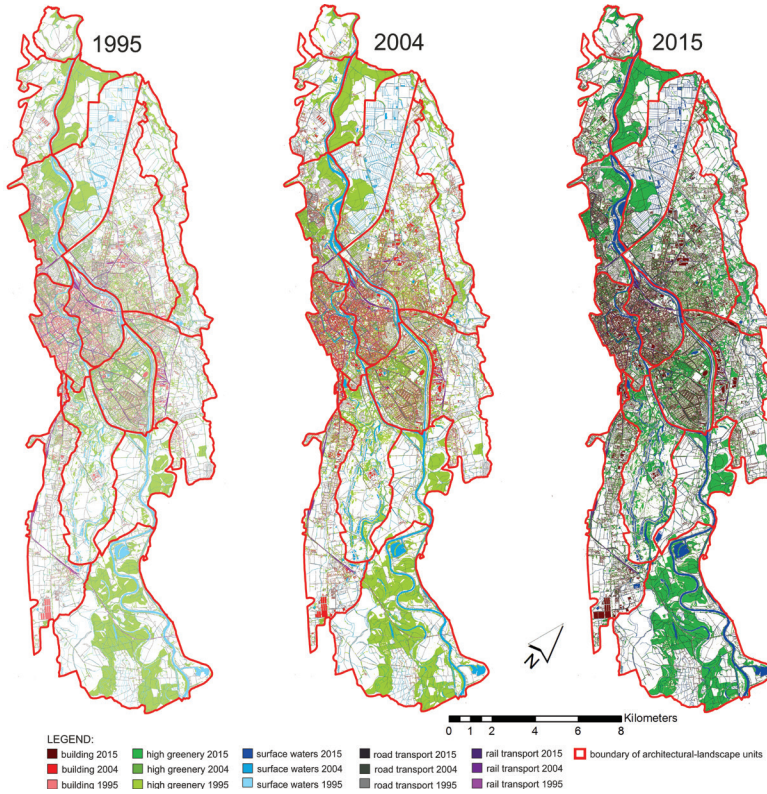 1995
2004
2015
N
Kilometers
0 1 2 4 6 8
LEGEND:
building 2015 high greenery 2015 surface waters 2015 road transport 2015 rail transport 2015 boundary of architectural-landscape units
building 2004 high greenery 2004 surface waters 2004 road transport 2004 rail transport 2004
building 1995 high greenery 1995 surface waters 1995 road transport 1995 rail transport 1995